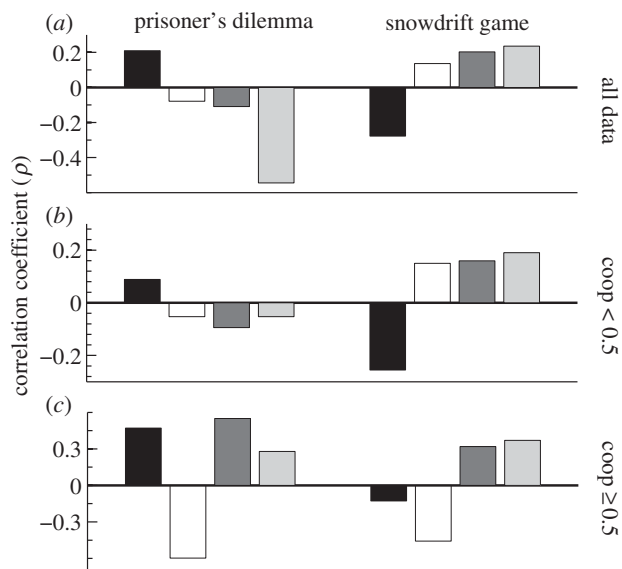 prisoner's dilemma snowdrift game
(a)
0.2
0
−0.2
−0.4
all data
(b)
0.2
0
−0.2
coop < 0.5
(c)
0.3
0
−0.3
coop ≥0.5
correlation coefficient (ρ)